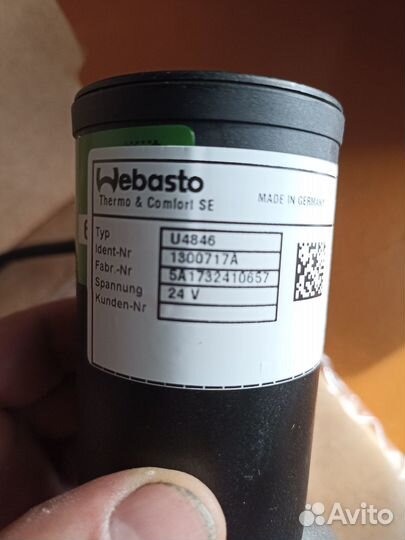 Webasto
Thermo & Comfort SE
MADE IN GERMANY
Typ U4846
Ident-Nr 1300717A
Fabr.-Nr 5A1732410657
Spannung 24 V
Kunden-Nr
Avito